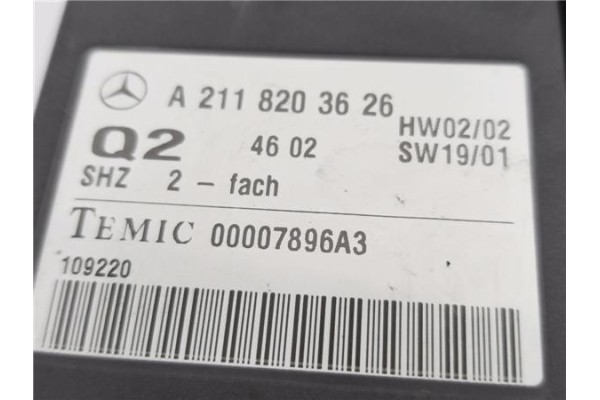 A 211 820 36 26
HW02/02
Q2 46 02 SW19/01
SHZ 2 - fach
TEMIC 00007896A3
109220